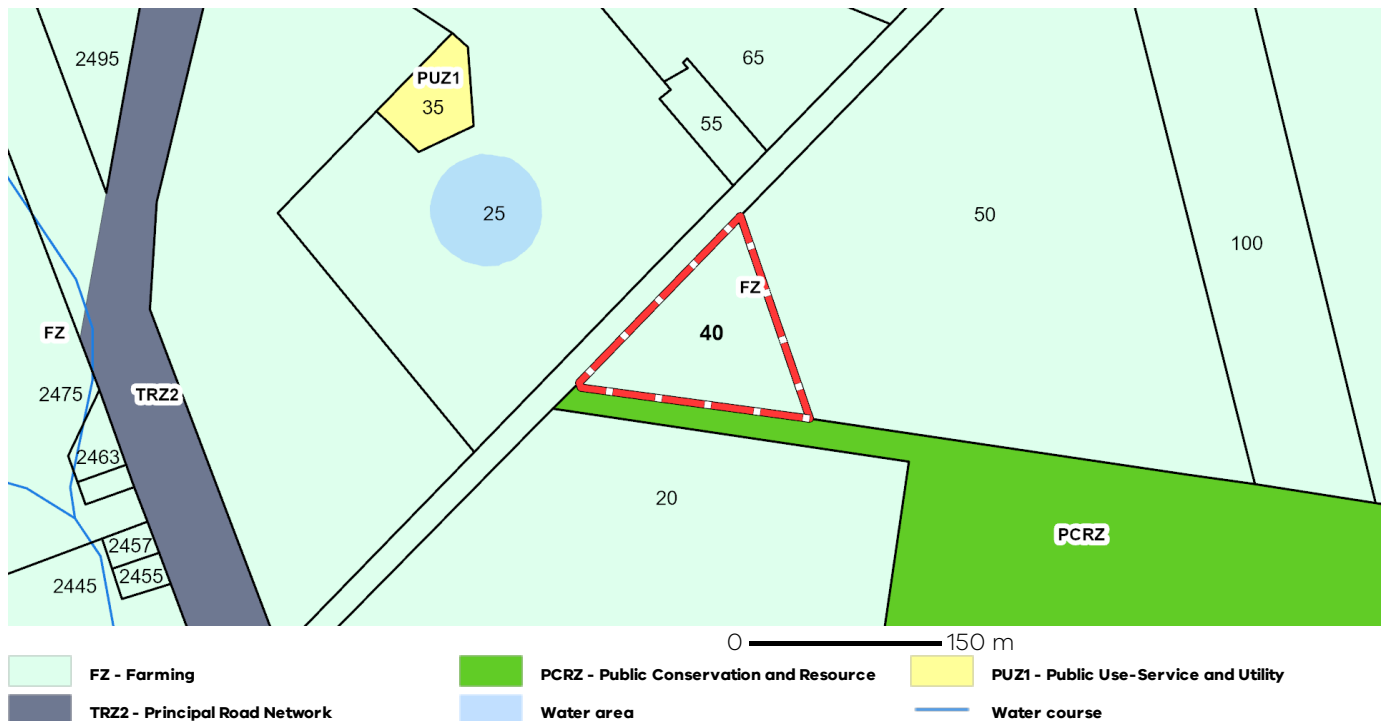 2495
65
PUZ1
35
55
25
50
100
FZ
FZ
40
2475
TRZ2
2463
20
PCRZ
2457
2455
2445
0 150 m
FZ - Farming
PCRZ - Public Conservation and Resource
PUZ1 - Public Use-Service and Utility
TRZ2 - Principal Road Network
Water area
Water course